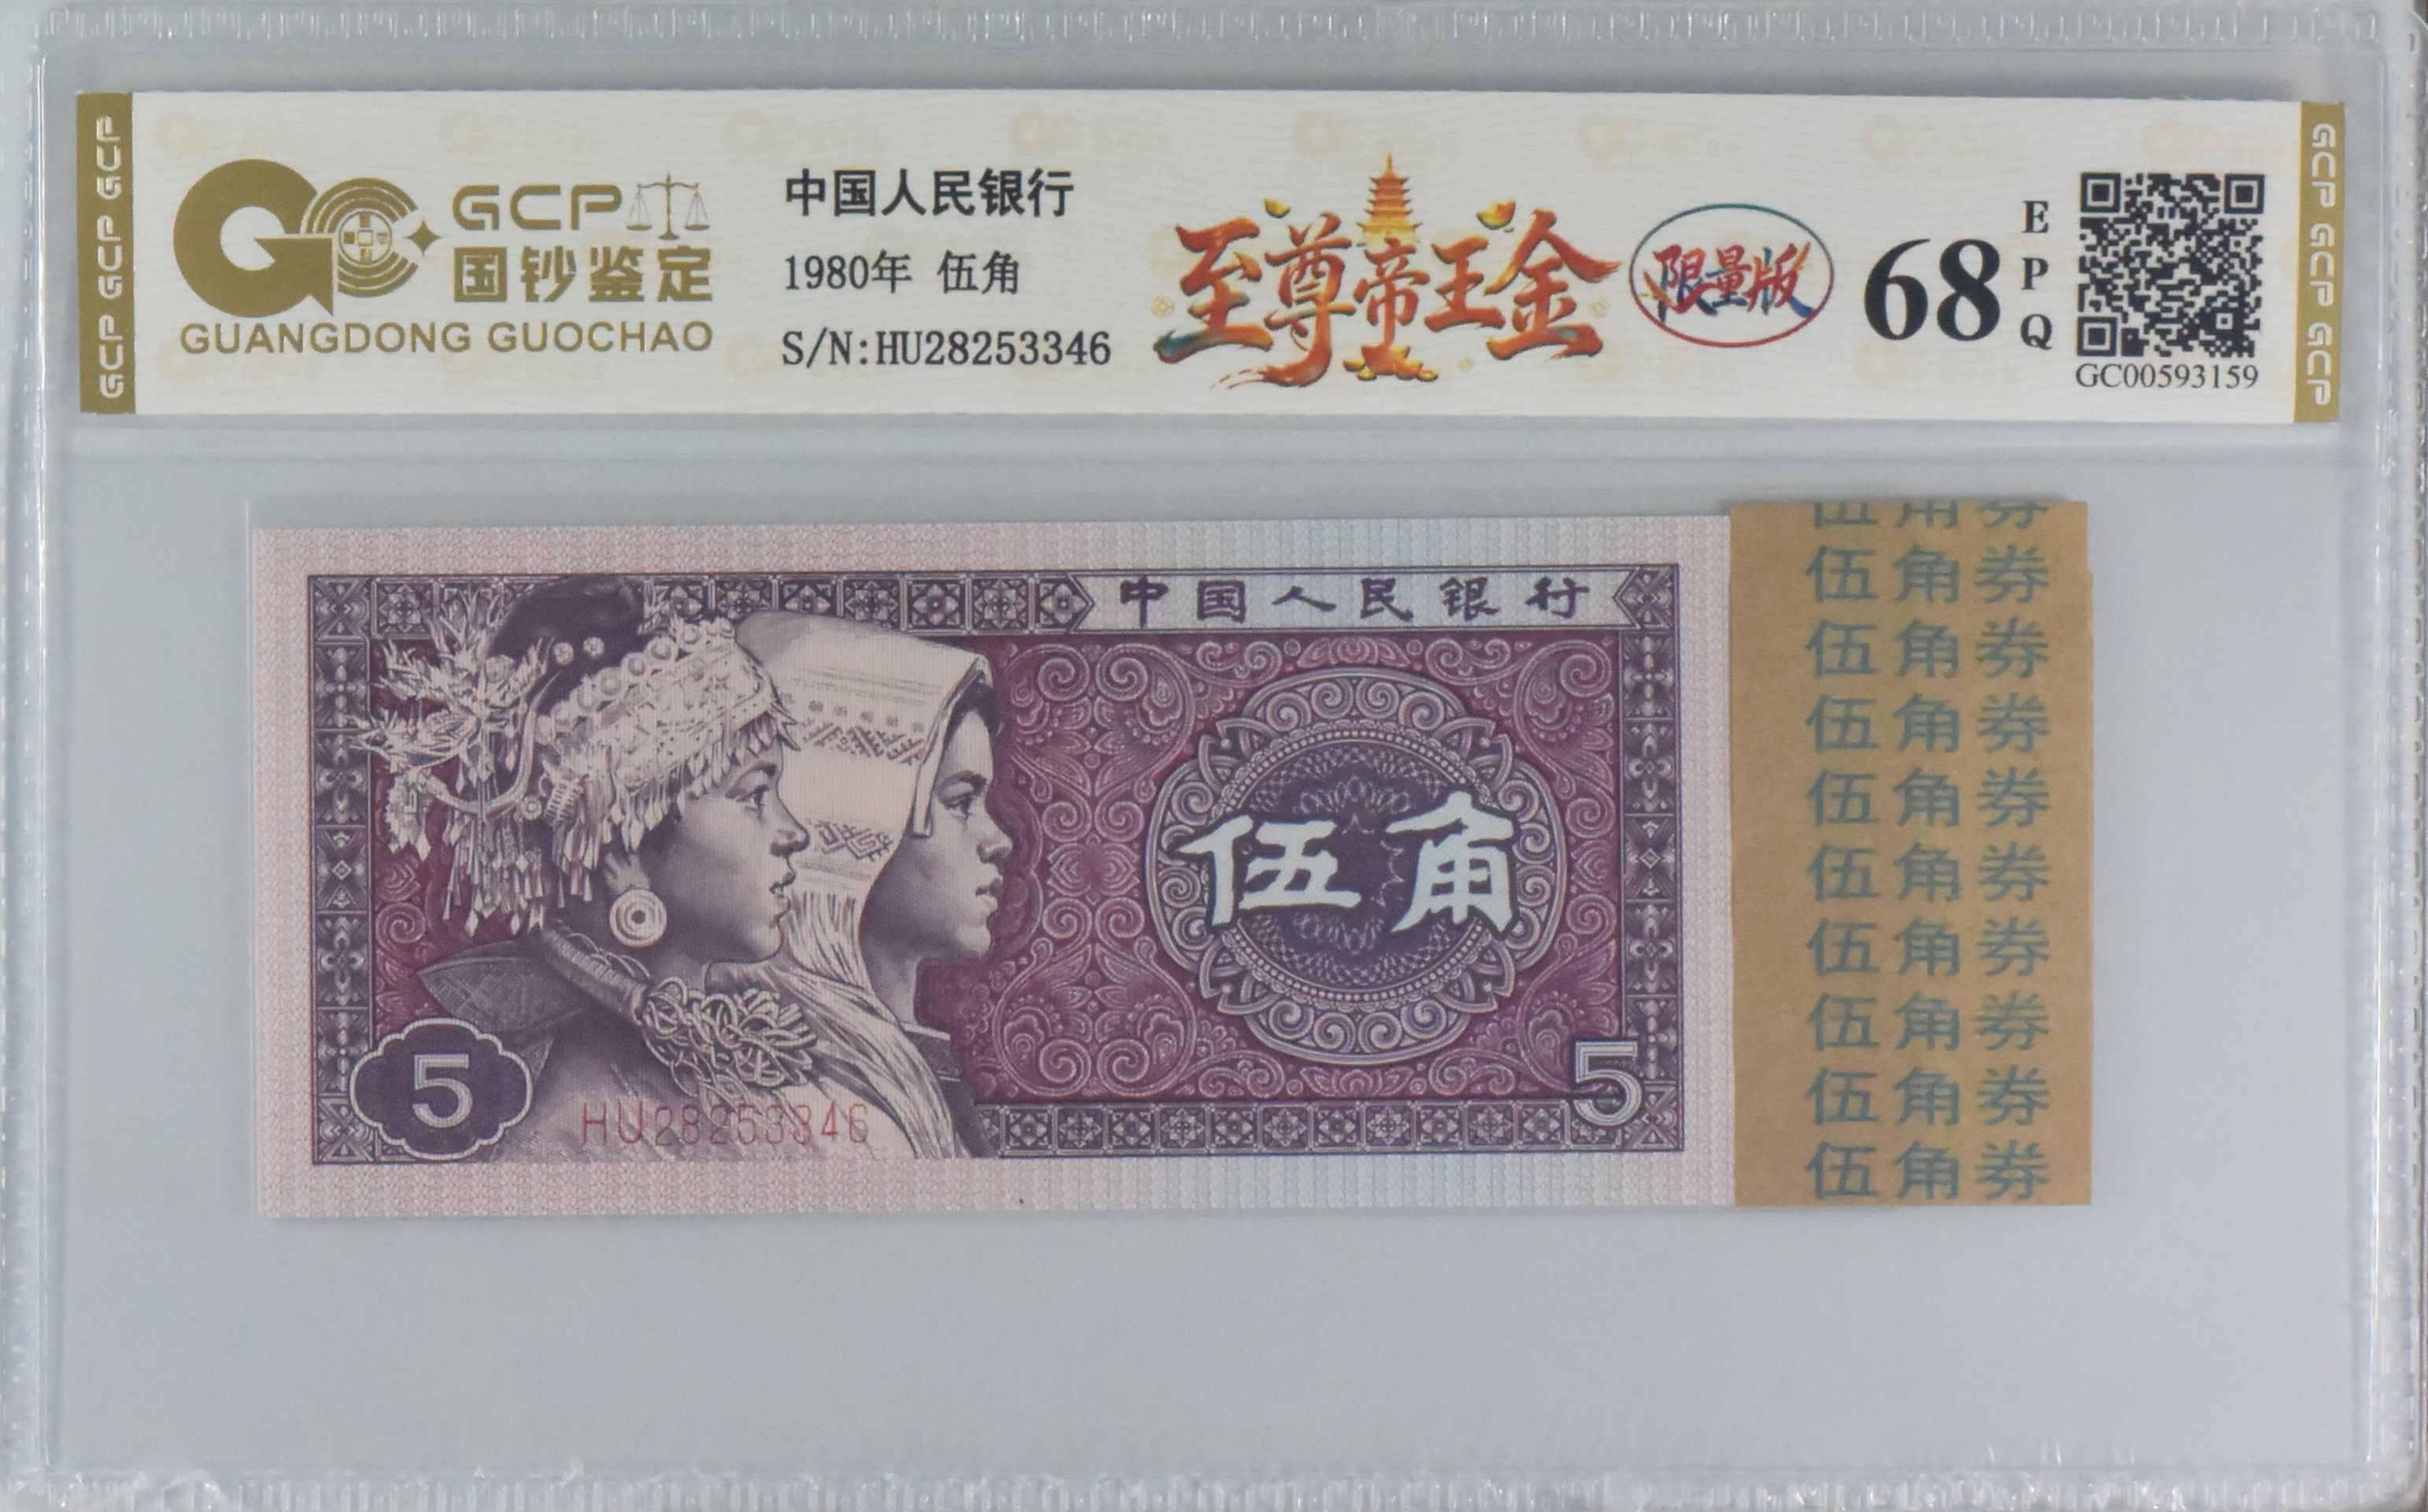 GCP GCP GCP
GCP
国钞鉴定
GUANGDONG GUOCHAO
中国人民银行
1980年 伍角
S/N:HU28253346
至尊帝王金
限量版
68
E
P
Q
GC00593159
GCP GCP GCP
中国人民银行
伍角
5
5
HU28253346
伍角券
伍角券
伍角券
伍角券
伍角券
伍角券
伍角券
伍角券
伍角券
伍角券